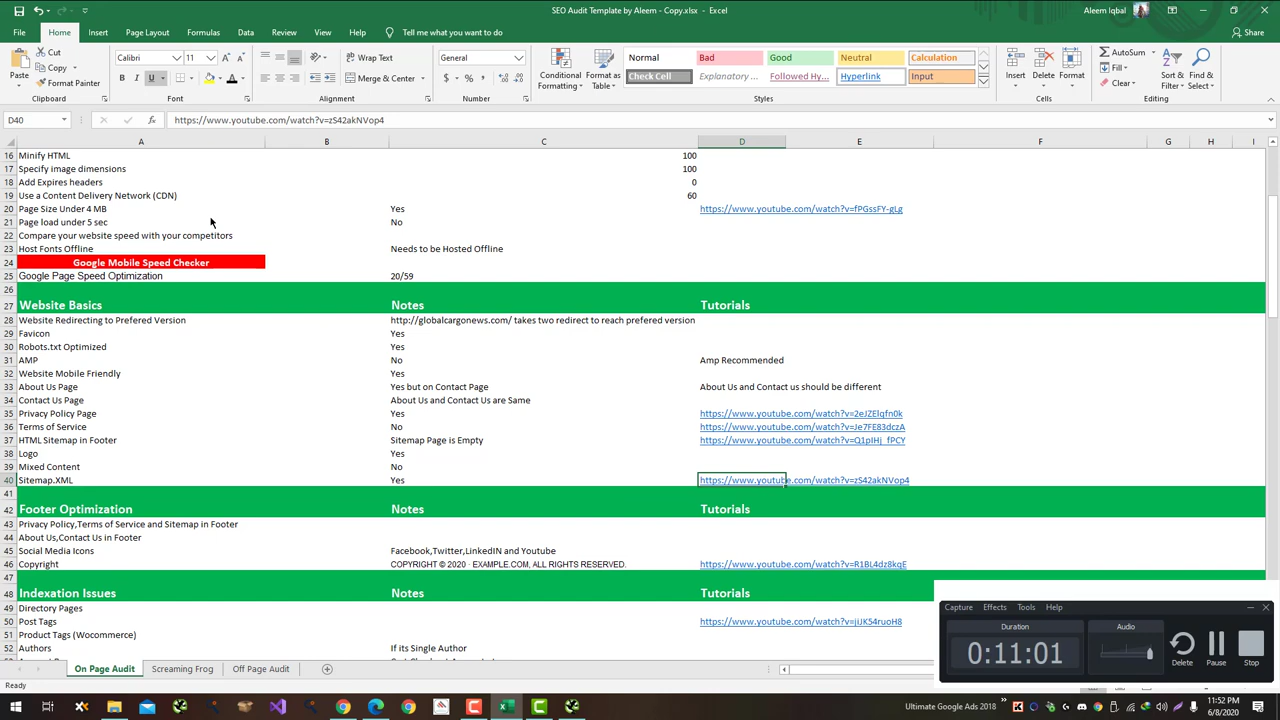 SEO Audit Template by Aleem - Copy.xlsx - Excel
Aleem Iqbal
File Home Insert Page Layout Formulas Data Review View Help Tell me what you want to do
Share
Paste
Cut
Copy
Format Painter
Clipboard
Calibri 11
B I U
Font
Wrap Text
Merge & Center
Alignment
General
$ % ,
Number
Conditional Formatting
Format as Table
Normal Bad Good Neutral Calculation
Check Cell Explanatory ... Followed Hy... Hyperlink Input
Styles
Insert Delete Format
Cells
AutoSum
Fill
Clear
Sort & Filter
Find & Select
Editing
D40
https://www.youtube.com/watch?v=zS42akNVop4
A B C D E F G H I
16 Minify HTML 100
17 Specify image dimensions 100
18 Add Expires headers 0
19 Use a Content Delivery Network (CDN) 60
20 Page Size Under 4 MB Yes https://www.youtube.com/watch?v=fPGssFY-gLg
21 Page load under 5 sec No
22 Compare your website speed with your competitors
23 Host Fonts Offline Needs to be Hosted Offline
24 Google Mobile Speed Checker
25 Google Page Speed Optimization 20/59
26
27 Website Basics Notes Tutorials
28 Website Redirecting to Prefered Version http://globalcargonews.com/ takes two redirect to reach prefered version
29 Favicon Yes
30 Robots.txt Optimized Yes
31 AMP No Amp Recommended
32 Website Mobile Friendly Yes
33 About Us Page Yes but on Contact Page About Us and Contact us should be different
34 Contact Us Page About Us and Contact Us are Same
35 Privacy Policy Page Yes https://www.youtube.com/watch?v=2eJZElqfn0k
36 Terms of Service No https://www.youtube.com/watch?v=Je7FE83dczA
37 HTML Sitemap in Footer Sitemap Page is Empty https://www.youtube.com/watch?v=Q1pIHj_fPCY
38 Logo Yes
39 Mixed Content No
40 Sitemap.XML Yes https://www.youtube.com/watch?v=zS42akNVop4
41
42 Footer Optimization Notes Tutorials
43 Privacy Policy,Terms of Service and Sitemap in Footer
44 About Us,Contact Us in Footer
45 Social Media Icons Facebook,Twitter,LinkedIN and Youtube
46 Copyright COPYRIGHT © 2020 · EXAMPLE.COM, ALL RIGHTS RESERVED. https://www.youtube.com/watch?v=R1BL4dz8kqE
47
48 Indexation Issues Notes Tutorials
49 Directory Pages
50 Post Tags https://www.youtube.com/watch?v=jiJK54ruoH8
51 Product Tags (Wocommerce)
52 Authors If its Single Author
Capture Effects Tools Help
Duration
0:11:01
Audio
Delete Pause Stop
On Page Audit Screaming Frog Off Page Audit
Ready
Ultimate Google Ads 2018
11:52 PM
6/8/2020